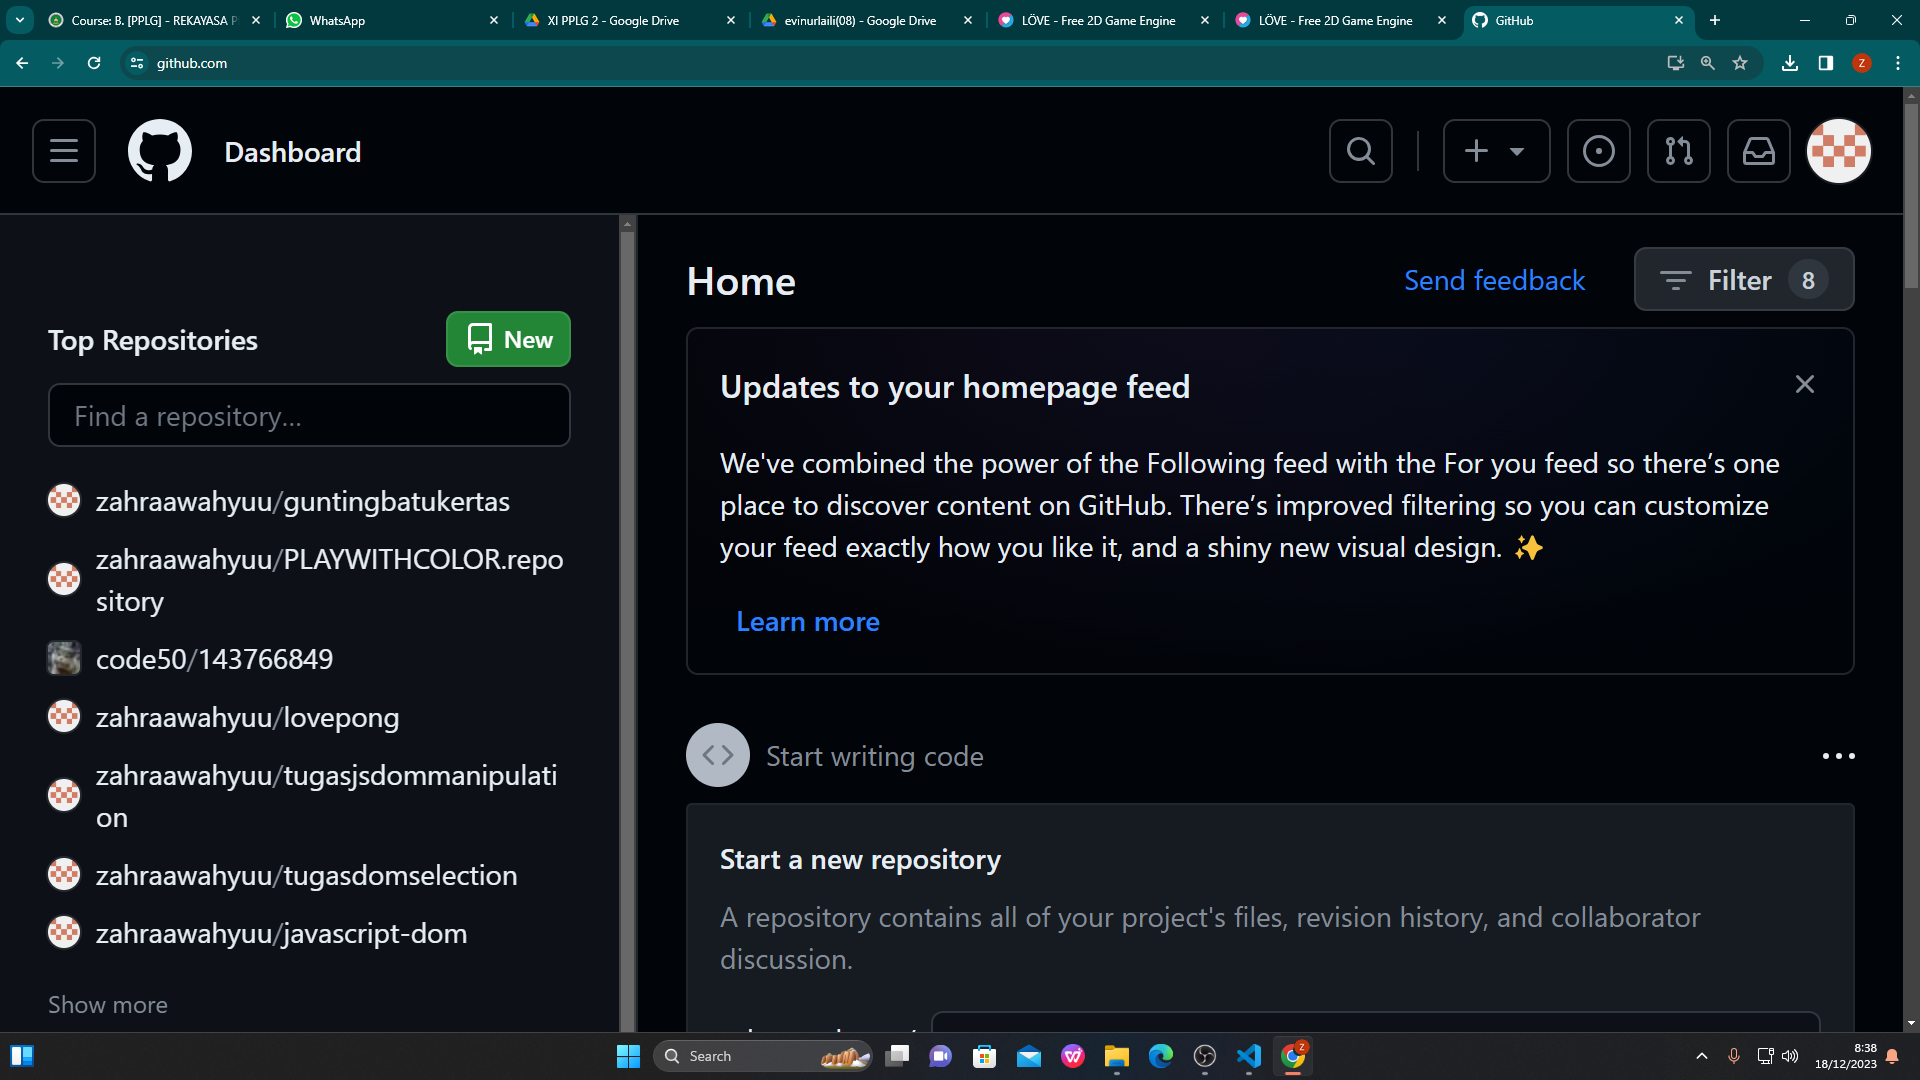 Course: B. [PPLG] - REKAYASA P
WhatsApp
XI PPLG 2 - Google Drive
evinurlaili(08) - Google Drive
LÖVE - Free 2D Game Engine
LÖVE - Free 2D Game Engine
GitHub
github.com
Z
Dashboard
Home
Send feedback
Filter 8
Top Repositories
New
Find a repository...
zahraawahyuu/guntingbatukertas
zahraawahyuu/PLAYWITHCOLOR.repo
sitory
code50/143766849
zahraawahyuu/lovepong
zahraawahyuu/tugasjsdommanipulati
on
zahraawahyuu/tugasdomselection
zahraawahyuu/javascript-dom
Show more
Updates to your homepage feed
We've combined the power of the Following feed with the For you feed so there’s one
place to discover content on GitHub. There’s improved filtering so you can customize
your feed exactly how you like it, and a shiny new visual design. ✨
Learn more
Start writing code
Start a new repository
A repository contains all of your project's files, revision history, and collaborator
discussion.
Search
Z
8:38
18/12/2023